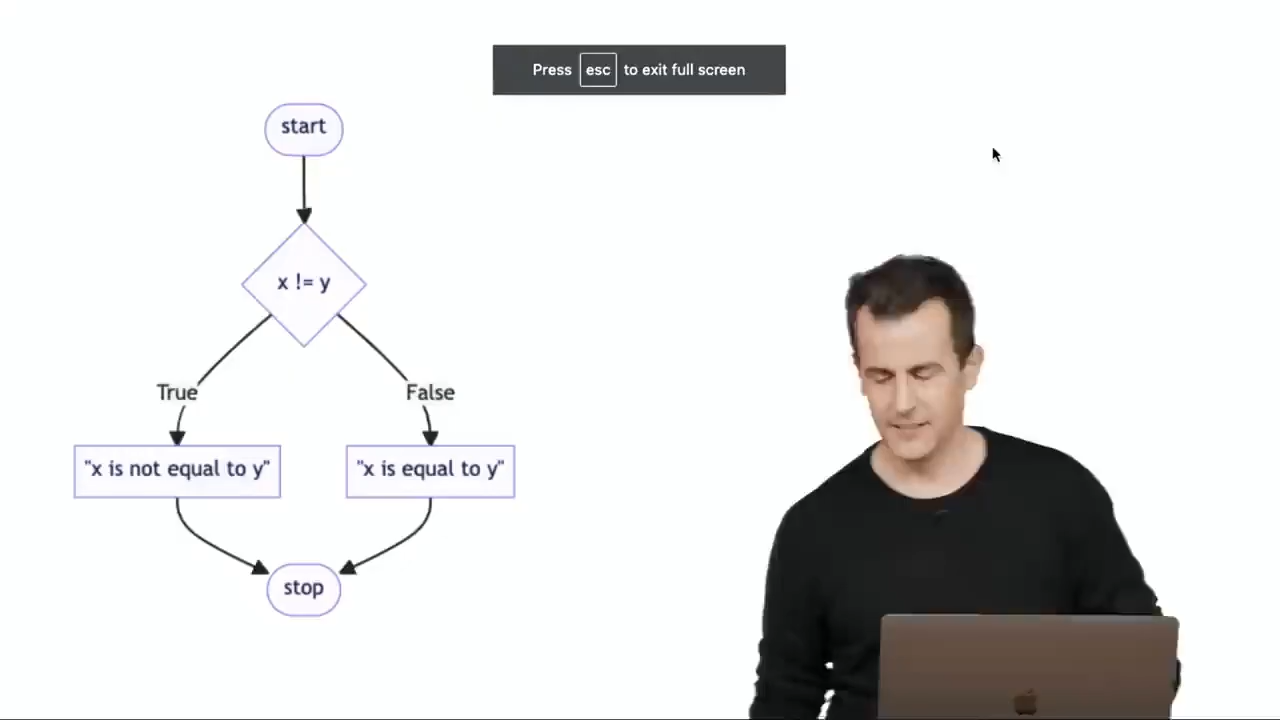 Press esc to exit full screen
start
x != y
True
False
"x is not equal to y"
"x is equal to y"
stop